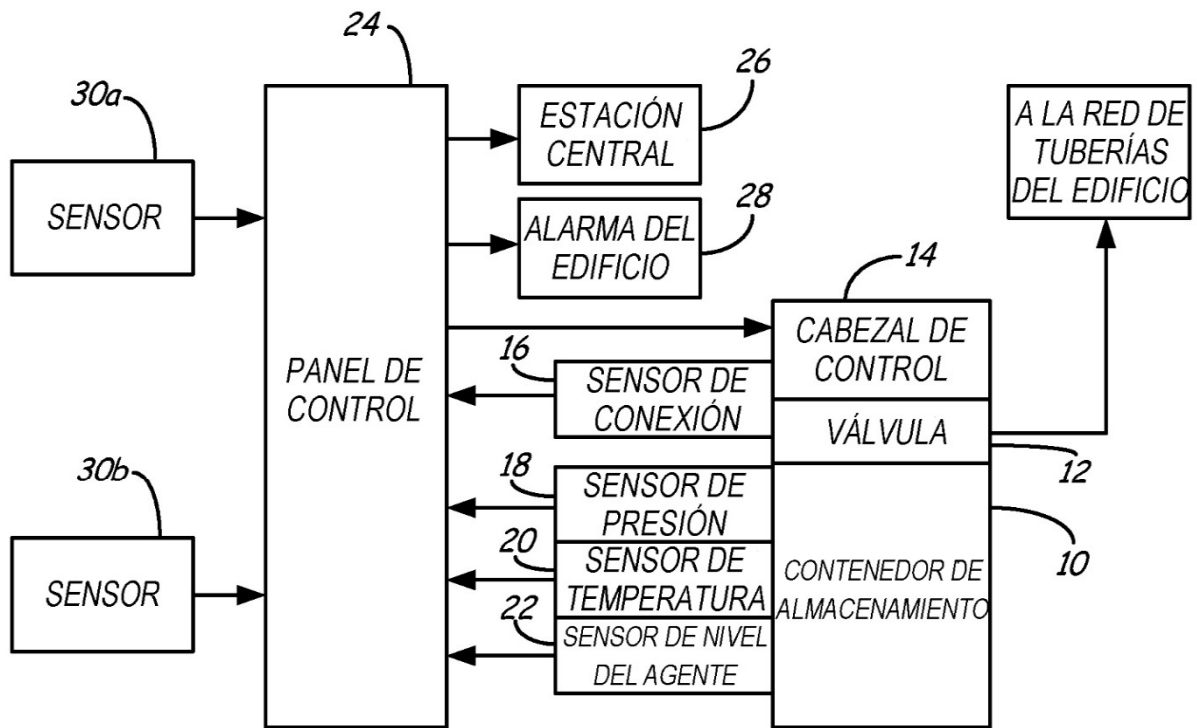 24
26
30a
ESTACIÓN
CENTRAL
A LA RED DE
TUBERÍAS
DEL EDIFICIO
SENSOR
28
ALARMA DEL
EDIFICIO
14
PANEL DE
CONTROL
CABEZAL DE
CONTROL
16
SENSOR DE
CONEXIÓN
VÁLVULA
12
30b
18
SENSOR DE
PRESIÓN
10
SENSOR
20
SENSOR DE
TEMPERATURA
CONTENEDOR DE
ALMACENAMIENTO
22
SENSOR DE NIVEL
DEL AGENTE